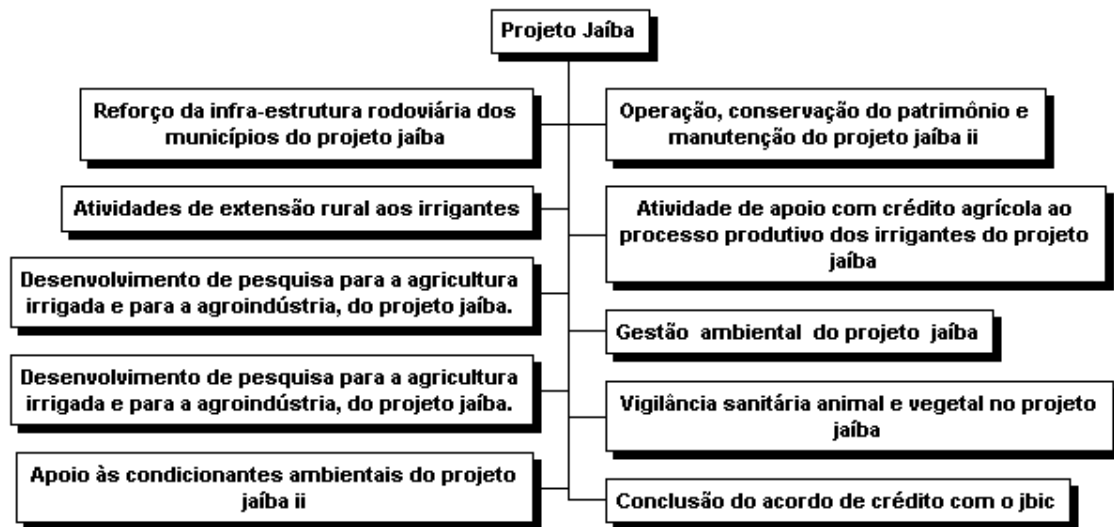 Projeto Jaíba
Reforço da infra-estrutura rodoviária dos
municípios do projeto jaíba
Operação, conservação do patrimônio e
manutenção do projeto jaíba ii
Atividades de extensão rural aos irrigantes
Atividade de apoio com crédito agrícola ao
processo produtivo dos irrigantes do projeto
jaíba
Desenvolvimento de pesquisa para a agricultura
irrigada e para a agroindústria, do projeto jaíba.
Gestão ambiental do projeto jaíba
Desenvolvimento de pesquisa para a agricultura
irrigada e para a agroindústria, do projeto jaíba.
Vigilância sanitária animal e vegetal no projeto
jaíba
Apoio às condicionantes ambientais do projeto
jaíba ii
Conclusão do acordo de crédito com o jbic